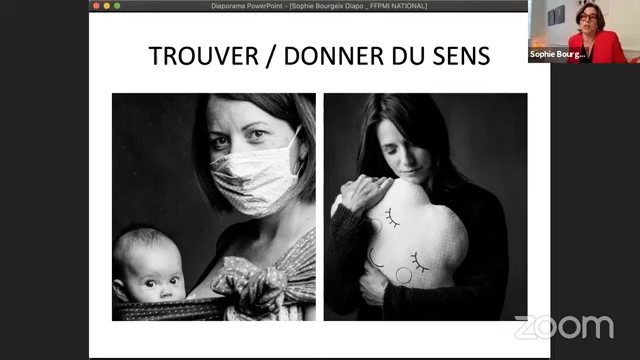 Diaporama PowerPoint - [Sophie Bourgeix Diapo _ FFPMI NATIONAL]
Sophie Bourg...
TROUVER / DONNER DU SENS
zoom